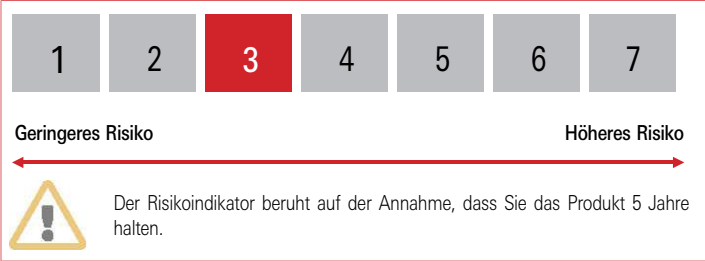 1 2 3 4 5 6 7
Geringeres Risiko Höheres Risiko
Der Risikoindikator beruht auf der Annahme, dass Sie das Produkt 5 Jahre
halten.